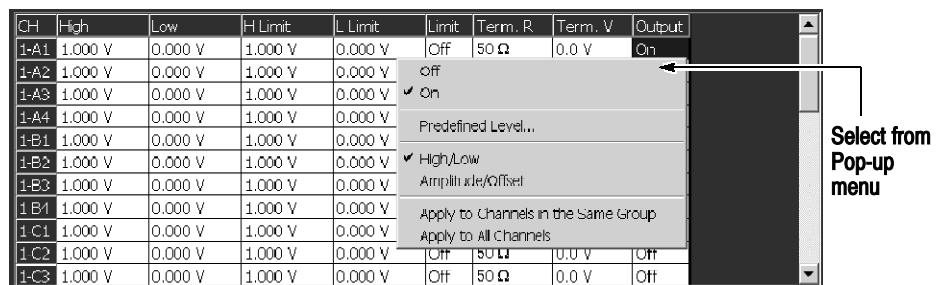 CH High Low H Limit L Limit Limit Term. R Term. V Output
1-A1 1.000 V 0.000 V 1.000 V 0.000 V Off 50 Ω 0.0 V On
1-A2 1.000 V 0.000 V 1.000 V 0.000 V
1-A3 1.000 V 0.000 V 1.000 V 0.000 V
1-A4 1.000 V 0.000 V 1.000 V 0.000 V
1-B1 1.000 V 0.000 V 1.000 V 0.000 V
1-B2 1.000 V 0.000 V 1.000 V 0.000 V
1-B3 1.000 V 0.000 V 1.000 V 0.000 V
1-B4 1.000 V 0.000 V 1.000 V 0.000 V
1-C1 1.000 V 0.000 V 1.000 V 0.000 V
1-C2 1.000 V 0.000 V 1.000 V 0.000 V Off 50 Ω 0.0 V Off
1-C3 1.000 V 0.000 V 1.000 V 0.000 V Off 50 Ω 0.0 V Off
Off
✔ On
Predefined Level...
✔ High/Low
Amplitude/Offset
Apply to Channels in the Same Group
Apply to All Channels
Select from
Pop-up
menu